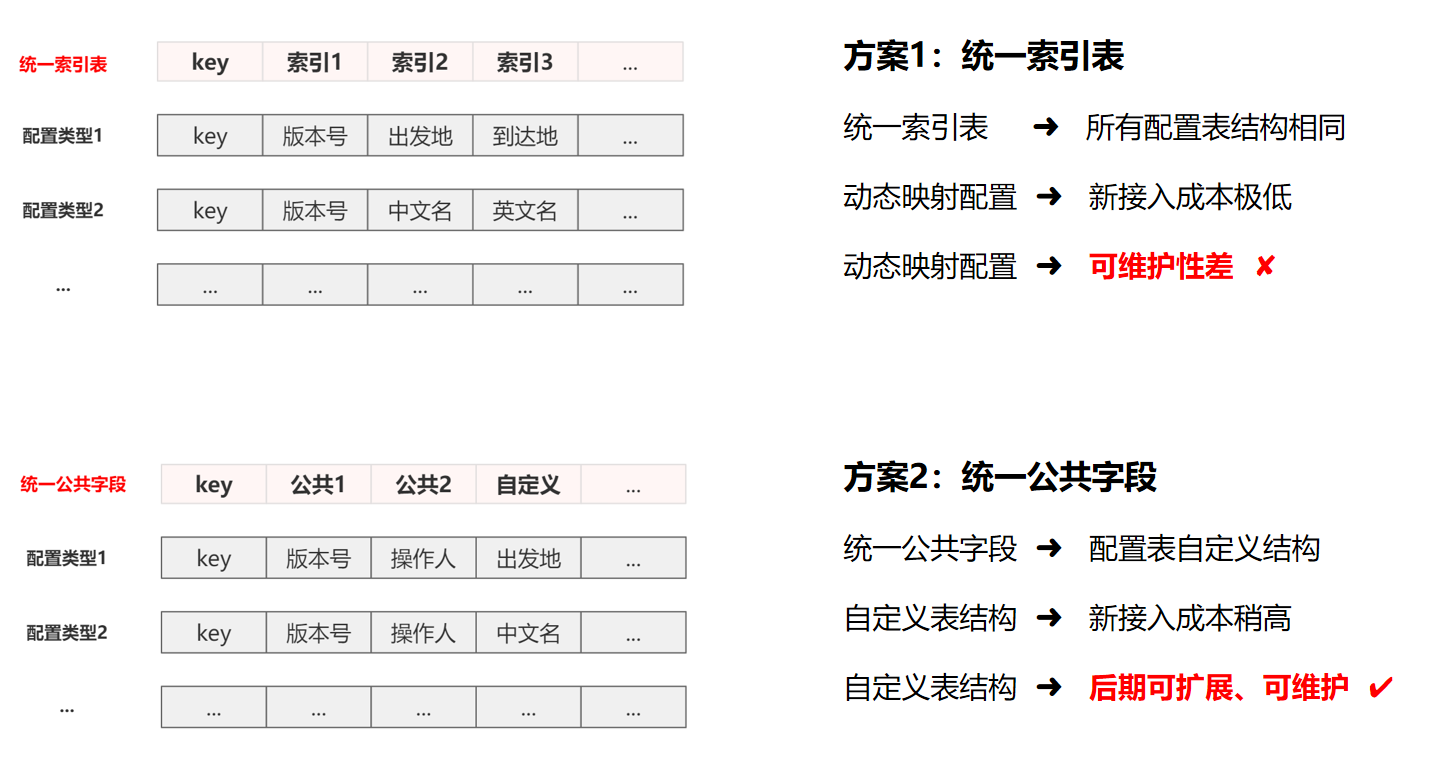 统一索引表 key 索引1 索引2 索引3 ...
配置类型1 key 版本号 出发地 到达地 ...
配置类型2 key 版本号 中文名 英文名 ...
... ... ... ... ... ...
方案1：统一索引表
统一索引表 ➜ 所有配置表结构相同
动态映射配置 ➜ 新接入成本极低
动态映射配置 ➜ 可维护性差 ✘
统一公共字段 key 公共1 公共2 自定义 ...
配置类型1 key 版本号 操作人 出发地 ...
配置类型2 key 版本号 操作人 中文名 ...
... ... ... ... ... ...
方案2：统一公共字段
统一公共字段 ➜ 配置表自定义结构
自定义表结构 ➜ 新接入成本稍高
自定义表结构 ➜ 后期可扩展、可维护 ✔